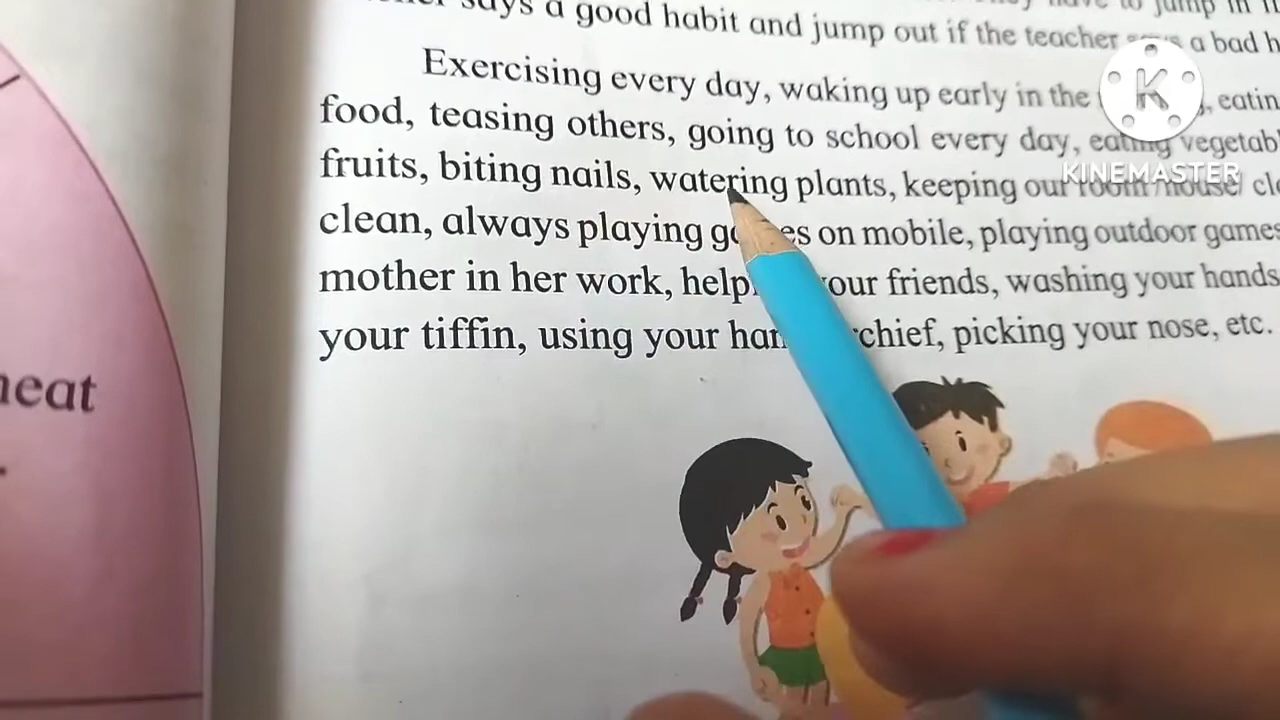 says a good habit and jump out if the teacher says a bad
Exercising every day, waking up early in the
food, teasing others, going to school every day, eating
fruits, biting nails, watering plants, keeping our room
clean, always playing on mobile, playing outdoor games
mother in her work, your friends, washing your hands
your tiffin, using your picking your nose, etc.
neat
K
KINEMASTER